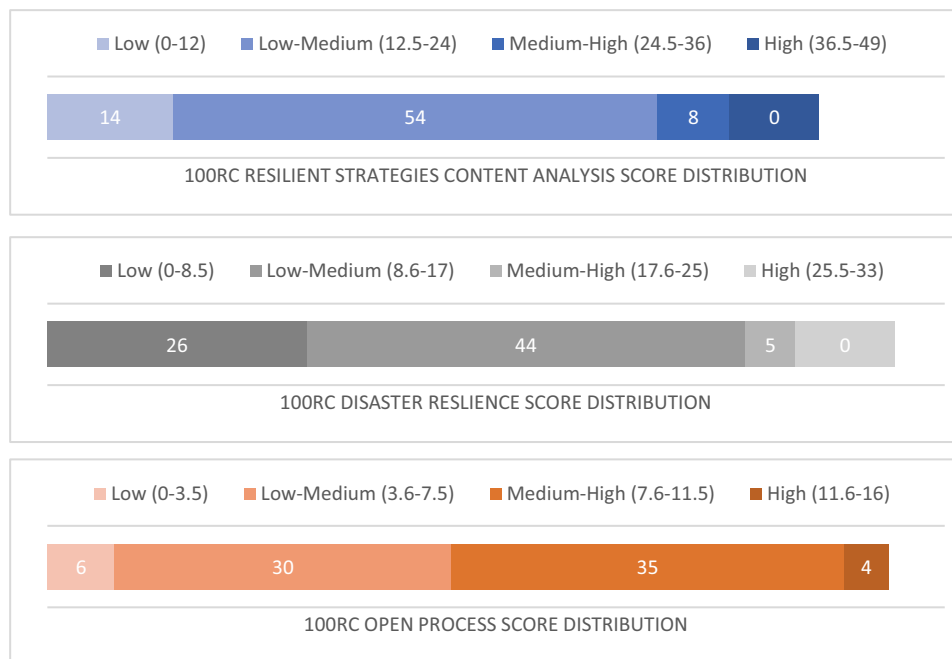 Low (0-12) Low-Medium (12.5-24) Medium-High (24.5-36) High (36.5-49)
14 54 8 0
100RC RESILIENT STRATEGIES CONTENT ANALYSIS SCORE DISTRIBUTION
Low (0-8.5) Low-Medium (8.6-17) Medium-High (17.6-25) High (25.5-33)
26 44 5 0
100RC DISASTER RESLIENCE SCORE DISTRIBUTION
Low (0-3.5) Low-Medium (3.6-7.5) Medium-High (7.6-11.5) High (11.6-16)
6 30 35 4
100RC OPEN PROCESS SCORE DISTRIBUTION